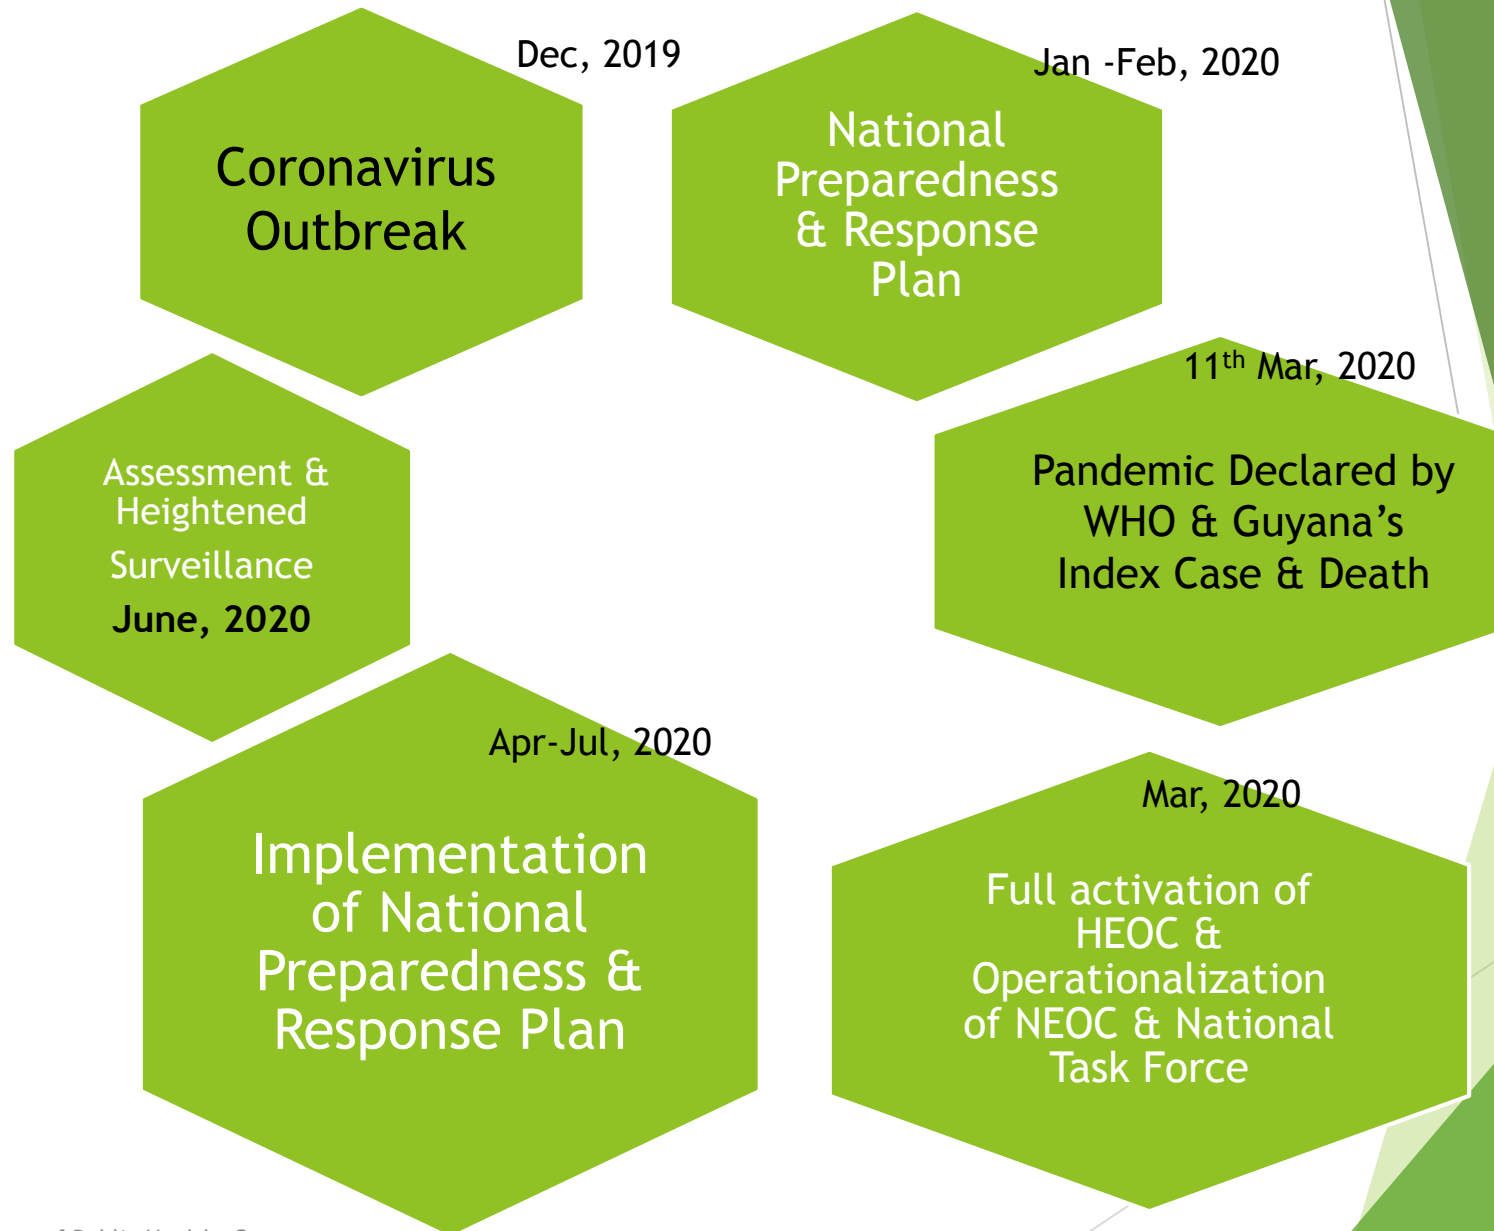 Dec, 2019
Coronavirus
Outbreak
Jan -Feb, 2020
National
Preparedness
& Response
Plan
11th Mar, 2020
Pandemic Declared by
WHO & Guyana’s
Index Case & Death
Mar, 2020
Full activation of
HEOC &
Operationalization
of NEOC & National
Task Force
Apr-Jul, 2020
Implementation
of National
Preparedness &
Response Plan
Assessment &
Heightened
Surveillance
June, 2020